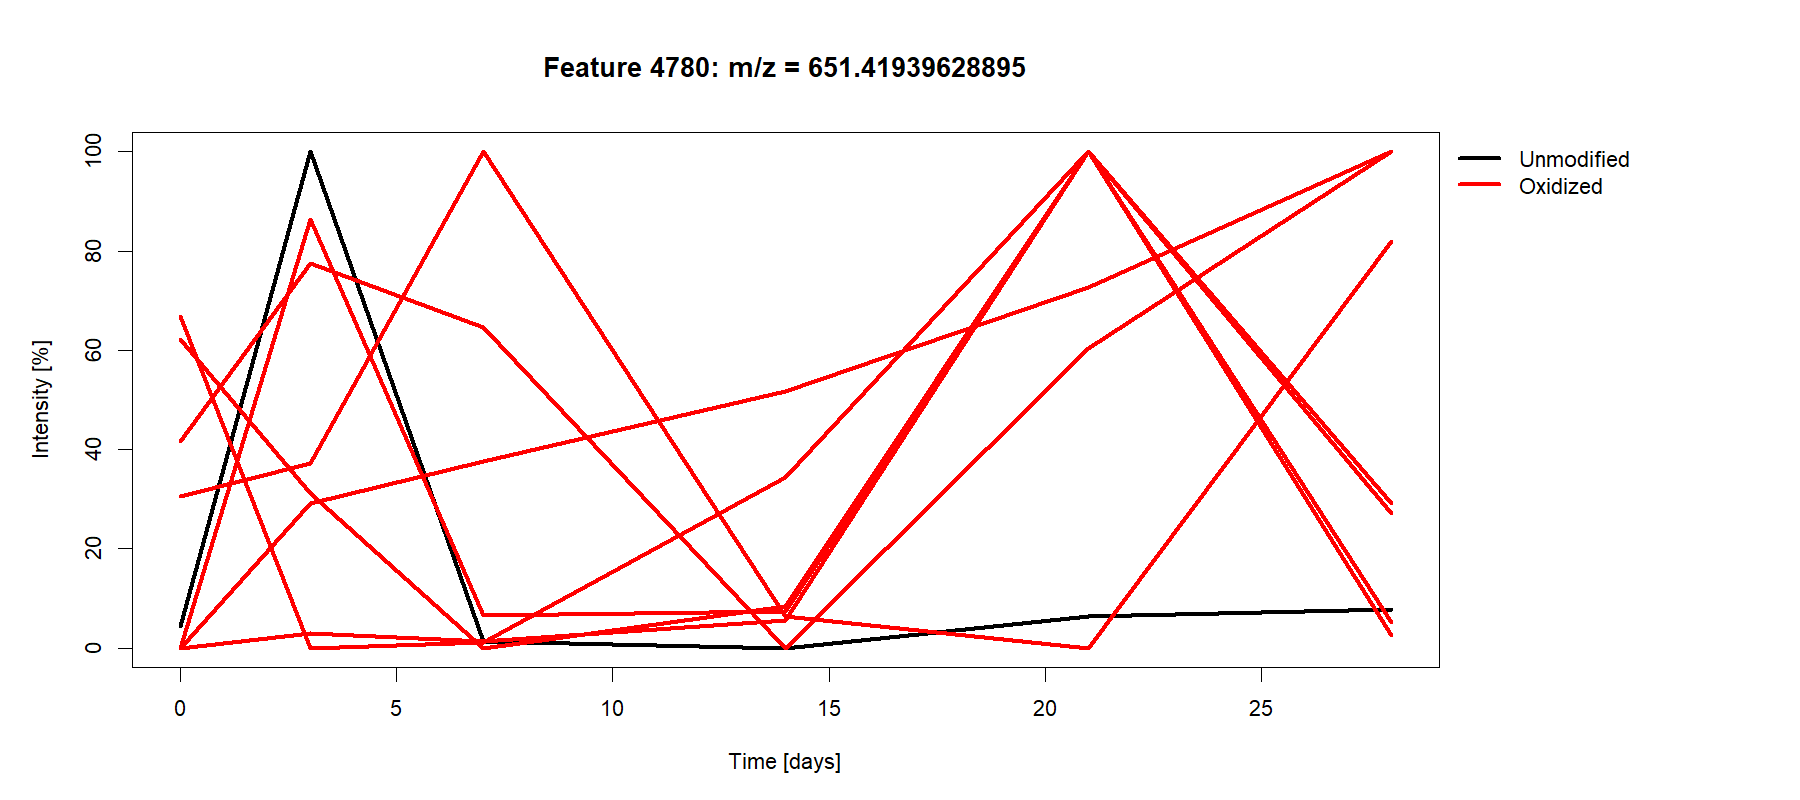 Feature 4780: m/z = 651.41939628895
Unmodified
Oxidized
Intensity [%]
100
80
60
40
20
0
0 5 10 15 20 25
Time [days]